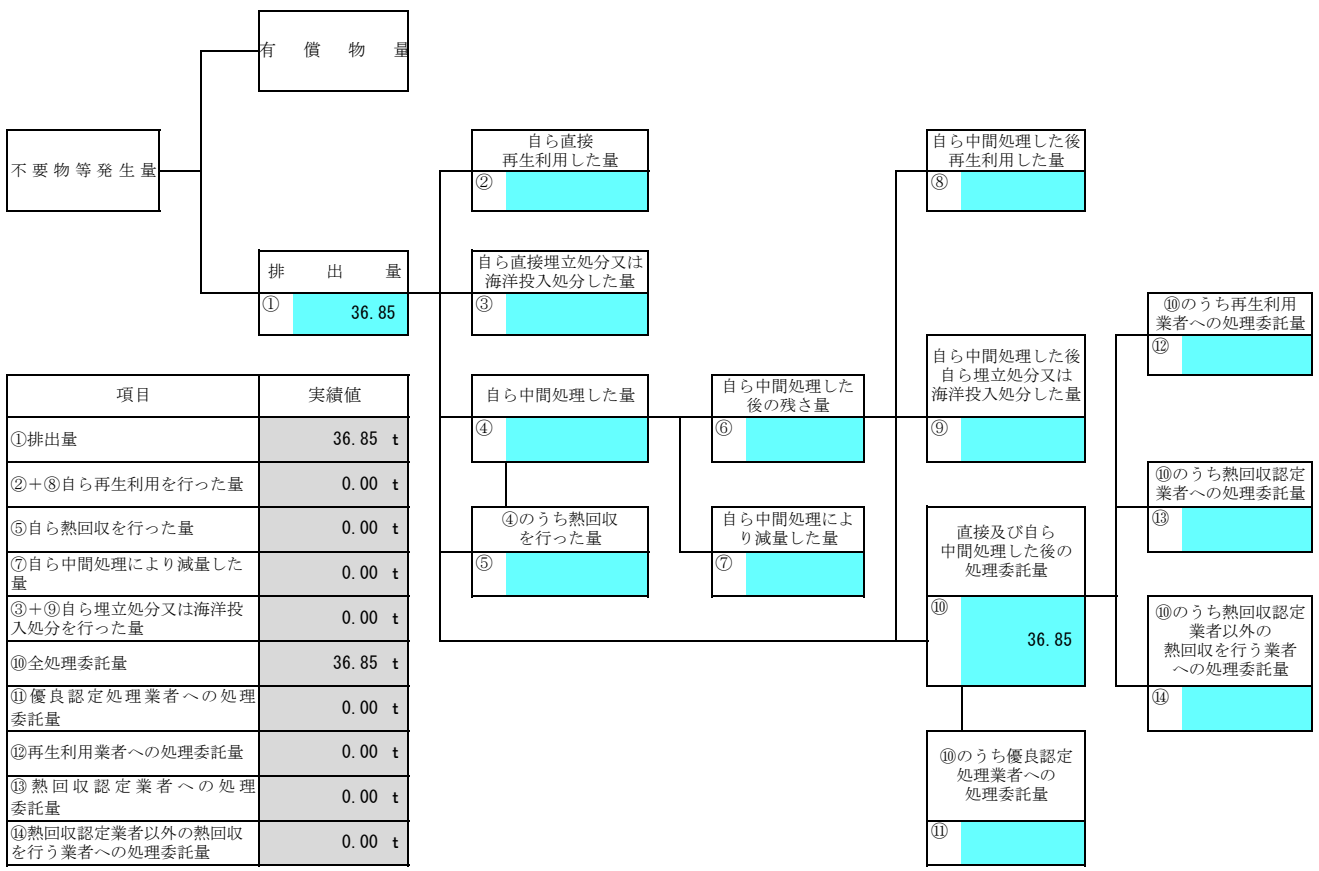 有償物量
不要物等発生量
自ら直接
再生利用した量
②
自ら中間処理した後
再生利用した量
⑧
排出量
① 36.85
自ら直接埋立処分又は
海洋投入処分した量
③
⑩のうち再生利用
業者への処理委託量
⑫
自ら中間処理した量
④
自ら中間処理した
後の残さ量
⑥
自ら中間処理した後
自ら埋立処分又は
海洋投入処分した量
⑨
④のうち熱回収
を行った量
⑤
自ら中間処理によ
り減量した量
⑦
直接及び自ら
中間処理した後の
処理委託量
⑩
36.85
⑩のうち熱回収認定
業者への処理委託量
⑬
⑩のうち熱回収認定
業者以外の
熱回収を行う業者
への処理委託量
⑭
⑩のうち優良認定
処理業者への
処理委託量
⑪
項目 実績値
①排出量 36.85 t
②＋⑧自ら再生利用を行った量 0.00 t
⑤自ら熱回収を行った量 0.00 t
⑦自ら中間処理により減量した
量 0.00 t
③＋⑨自ら埋立処分又は海洋投
入処分を行った量 0.00 t
⑩全処理委託量 36.85 t
⑪優良認定処理業者への処理
委託量 0.00 t
⑫再生利用業者への処理委託量 0.00 t
⑬熱回収認定業者への処理
委託量 0.00 t
⑭熱回収認定業者以外の熱回収
を行う業者への処理委託量 0.00 t